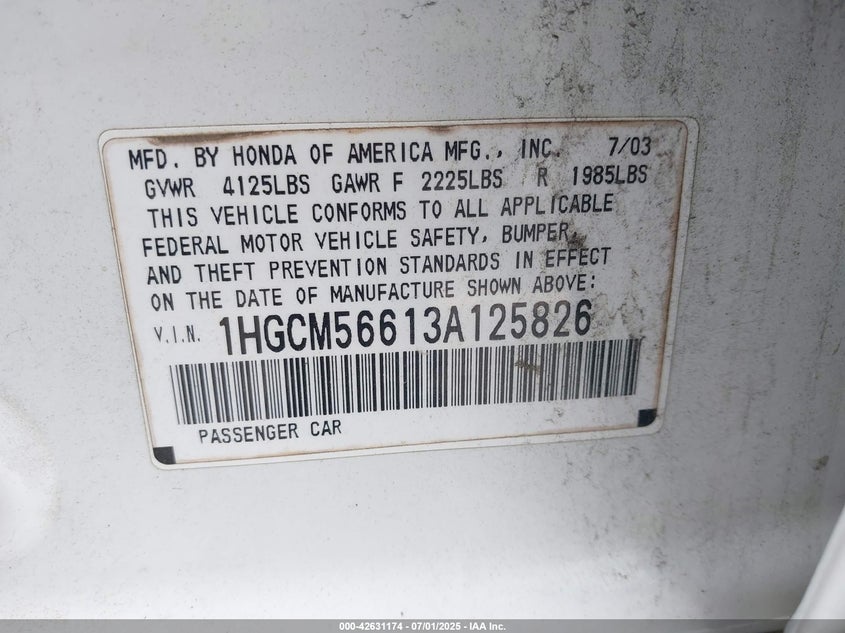 MFD. BY HONDA OF AMERICA MFG., INC. 7/03
GVWR 4125LBS GAWR F 2225LBS R 1985LBS
THIS VEHICLE CONFORMS TO ALL APPLICABLE
FEDERAL MOTOR VEHICLE SAFETY, BUMPER,
AND THEFT PREVENTION STANDARDS IN EFFECT
ON THE DATE OF MANUFACTURE SHOWN ABOVE:
V.I.N. 1HGCM56613A125826
PASSENGER CAR
000-42631174 | 07/01/2025 - IAA Inc.